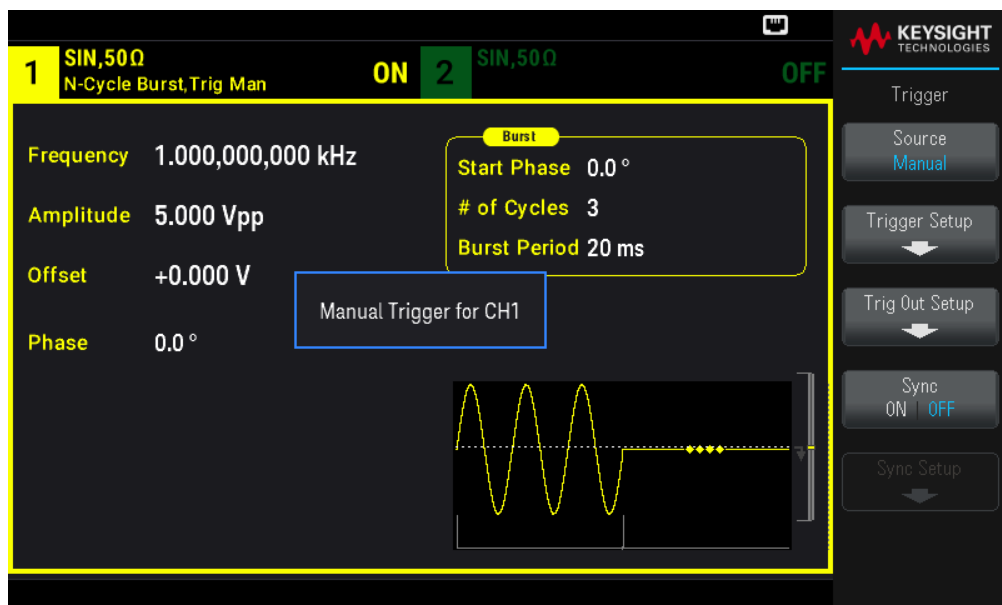 KEYSIGHT
TECHNOLOGIES
1 SIN,50Ω
N-Cycle Burst,Trig Man
ON
2 SIN,50Ω
OFF
Trigger
Frequency 1.000,000,000 kHz
Amplitude 5.000 Vpp
Offset +0.000 V
Phase 0.0 °
Burst
Start Phase 0.0 °
# of Cycles 3
Burst Period 20 ms
Manual Trigger for CH1
Source
Manual
Trigger Setup
Trig Out Setup
Sync
ON | OFF
Sync Setup